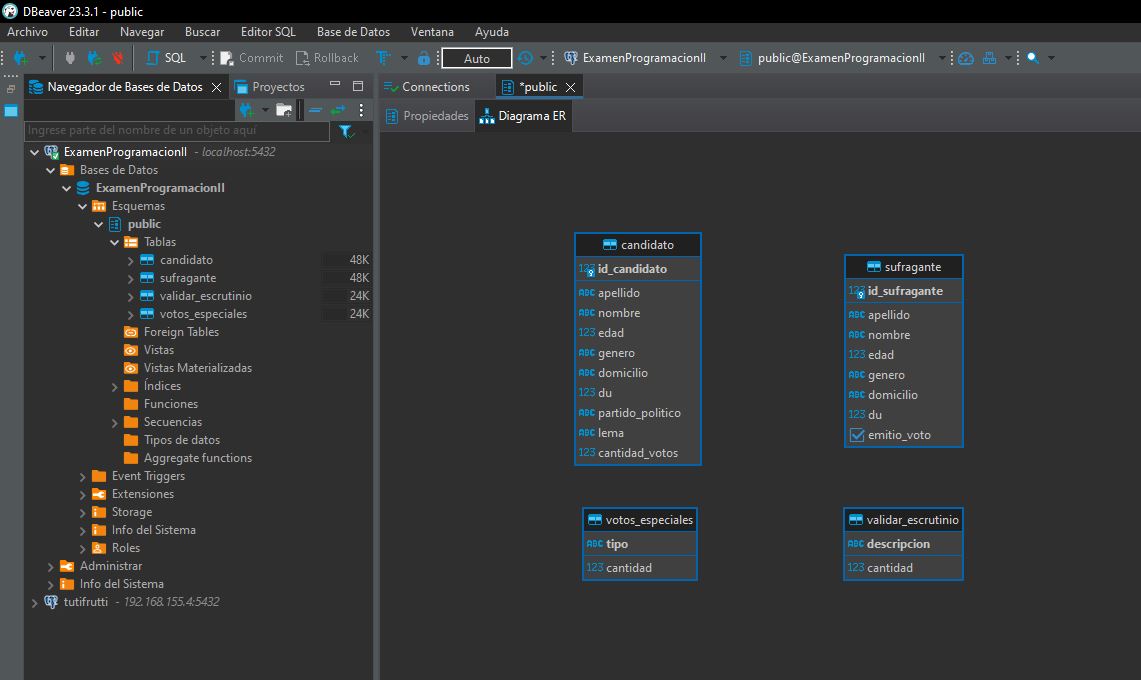 DBeaver 23.3.1 - public
Archivo Editar Navegar Buscar Editor SQL Base de Datos Ventana Ayuda
SQL Commit Rollback Auto ExamenProgramacionII public@ExamenProgramacionII
Navegador de Bases de Datos Proyectos
Ingrese parte del nombre de un objeto aquí
ExamenProgramacionII - localhost:5432
Bases de Datos
ExamenProgramacionII
Esquemas
public
Tablas
candidato 48K
sufragante 48K
validar_escrutinio 24K
votos_especiales 24K
Foreign Tables
Vistas
Vistas Materializadas
Índices
Funciones
Secuencias
Tipos de datos
Aggregate functions
Event Triggers
Extensiones
Storage
Info del Sistema
Roles
Administrar
Info del Sistema
tutifrutti - 192.168.155.4:5432
Connections *public
Propiedades Diagrama ER
candidato
123 id_candidato
ABC apellido
ABC nombre
123 edad
ABC genero
ABC domicilio
123 du
ABC partido_politico
ABC lema
123 cantidad_votos
sufragante
123 id_sufragante
ABC apellido
ABC nombre
123 edad
ABC genero
ABC domicilio
123 du
emitio_voto
votos_especiales
ABC tipo
123 cantidad
validar_escrutinio
ABC descripcion
123 cantidad